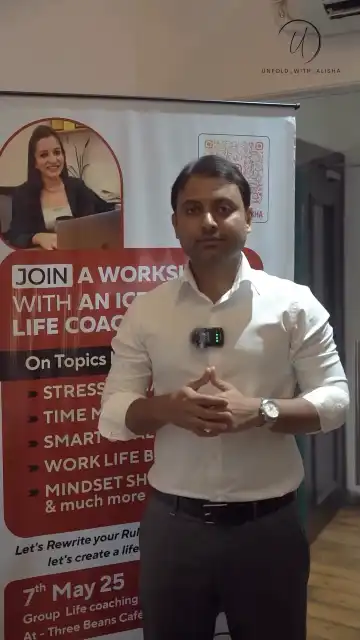 U
UNFOLD_WITH_ALISHA
JOIN A WORKS
WITH AN IC
LIFE COAC
On Topics
STRESS
TIME M
SMART
WORK LIFE B
MINDSET SH
& much more
Let's Rewrite your Rul
let's create a life
7th May 25
Group Life coaching
At - Three Beans Cafe